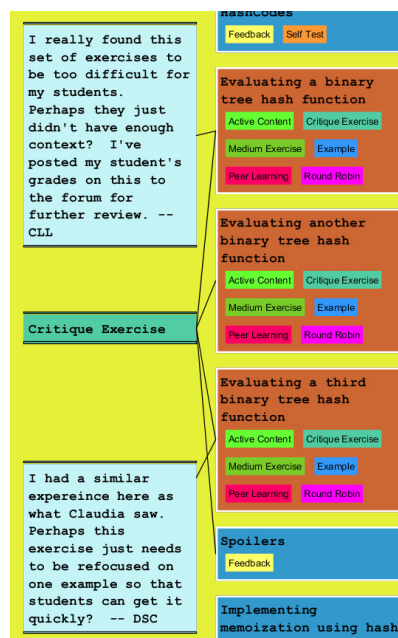 I really found this
set of exercises to
be too difficult for
my students.
Perhaps they just
didn't have enough
context?  I've
posted my student's
grades on this to
the forum for
further review. --
CLL
Critique Exercise
I had a similar
expereince here as
what Claudia saw.
Perhaps this
exercise just needs
to be refocused on
one example so that
students can get it
quickly?  -- DSC
HashCodes
Feedback Self Test
Evaluating a binary
tree hash function
Active Content Critique Exercise
Medium Exercise Example
Peer Learning Round Robin
Evaluating another
binary tree hash
function
Active Content Critique Exercise
Medium Exercise Example
Peer Learning Round Robin
Evaluating a third
binary tree hash
function
Active Content Critique Exercise
Medium Exercise Example
Peer Learning Round Robin
Spoilers
Feedback
Implementing
memoization using hash